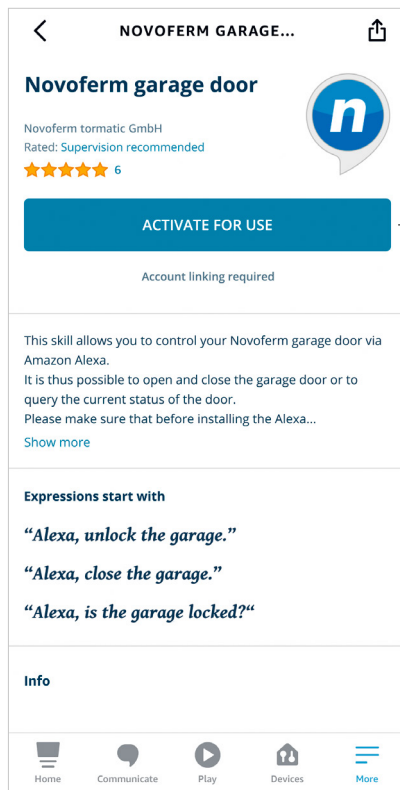 NOVOFERM GARAGE...
Novoferm garage door
n
Novoferm tormatic GmbH
Rated: Supervision recommended
6
ACTIVATE FOR USE
Account linking required
This skill allows you to control your Novoferm garage door via
Amazon Alexa.
It is thus possible to open and close the garage door or to
query the current status of the door.
Please make sure that before installing the Alexa...
Show more
Expressions start with
“Alexa, unlock the garage.”
“Alexa, close the garage.”
“Alexa, is the garage locked?“
Info
Home
Communicate
Play
Devices
More